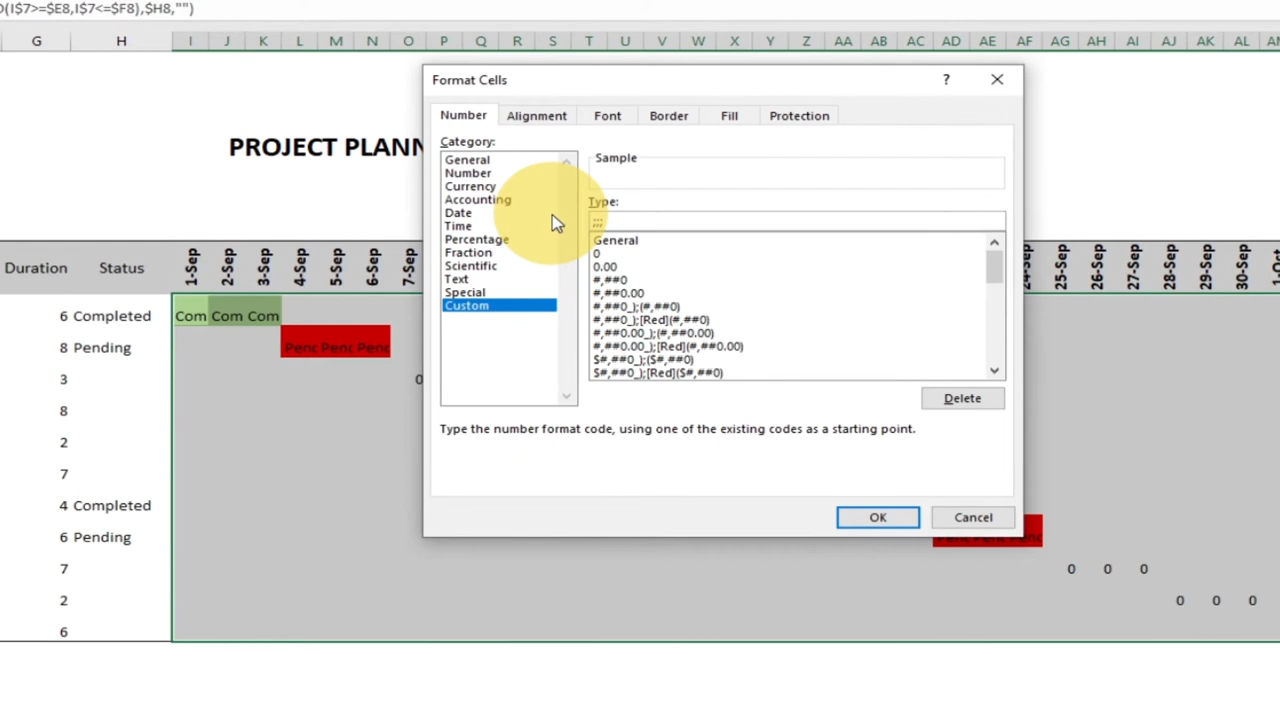 (I$7>=$E8,I$7<=$F8),$H8,"")
G H I J K L M N O P Q R S T U V W X Y Z AA AB AC AD AE AF AG AH AI AJ AK AL
Format Cells ?
Number Alignment Font Border Fill Protection
PROJECT PLANN
Category:
General
Number
Currency
Accounting
Date
Time
Percentage
Fraction
Scientific
Text
Special
Custom
Sample
Type:
;;;
General
0
0.00
#,##0
#,##0.00
#,##0_);(#,##0)
#,##0_);[Red](#,##0)
#,##0.00_);(#,##0.00)
#,##0.00_);[Red](#,##0.00)
$#,##0_);($#,##0)
$#,##0_);[Red]($#,##0)
Delete
Type the number format code, using one of the existing codes as a starting point.
OK Cancel
Duration Status 1-Sep 2-Sep 3-Sep 4-Sep 5-Sep 6-Sep 7-Sep 24-Sep 25-Sep 26-Sep 27-Sep 28-Sep 29-Sep 30-Sep 1-Oct
6 Completed Com Com Com
8 Pending Penc Penc Penc
3 0
8
2
7
4 Completed
6 Pending Penc Penc Penc
7 0 0 0
2 0 0 0
6